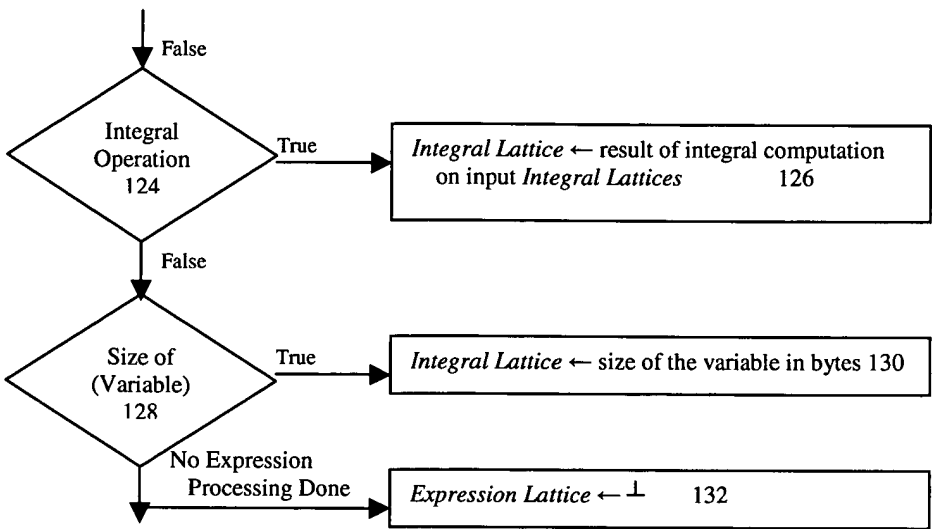 False
Integral
Operation
124
True
Integral Lattice ← result of integral computation
on input Integral Lattices 126
False
Size of
(Variable)
128
True
Integral Lattice ← size of the variable in bytes 130
No Expression
Processing Done
Expression Lattice ← ⊥ 132